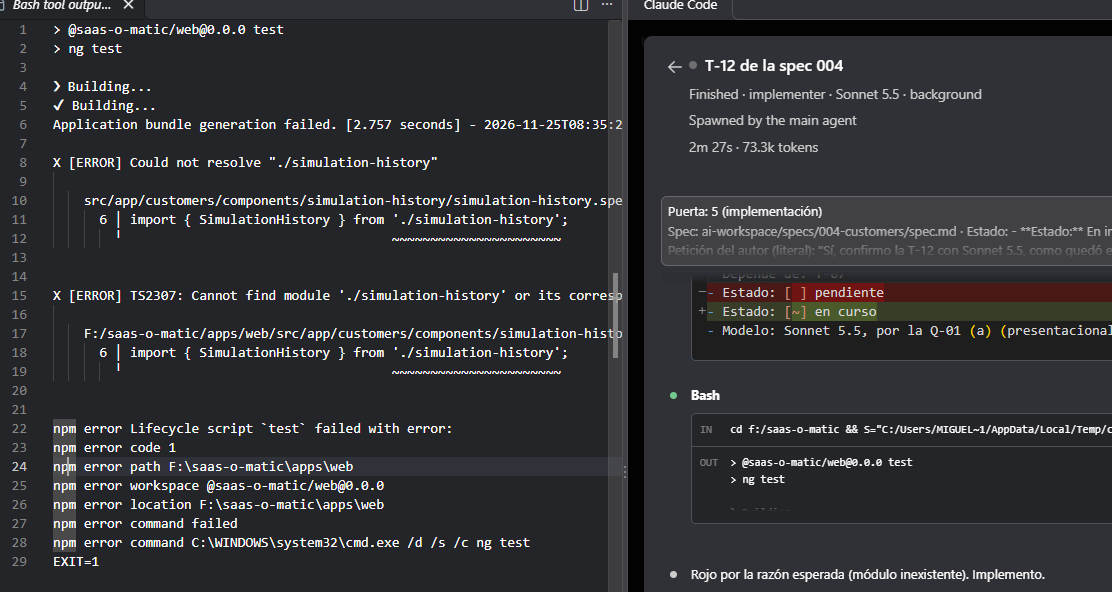 Bash tool outpu...
1 > @saas-o-matic/web@0.0.0 test
2 > ng test
3
4 ❯ Building...
5 ✔ Building...
6 Application bundle generation failed. [2.757 seconds] - 2026-11-25T08:35:2
7
8 X [ERROR] Could not resolve "./simulation-history"
9
10 src/app/customers/components/simulation-history/simulation-history.spe
11 6 │ import { SimulationHistory } from './simulation-history';
12 ╵ ~~~~~~~~~~~~~~~~~~~~~~
13
14
15 X [ERROR] TS2307: Cannot find module './simulation-history' or its corresp
16
17 F:/saas-o-matic/apps/web/src/app/customers/components/simulation-histo
18 6 │ import { SimulationHistory } from './simulation-history';
19 ╵ ~~~~~~~~~~~~~~~~~~~~~~
20
21
22 npm error Lifecycle script `test` failed with error:
23 npm error code 1
24 npm error path F:\saas-o-matic\apps\web
25 npm error workspace @saas-o-matic/web@0.0.0
26 npm error location F:\saas-o-matic\apps\web
27 npm error command failed
28 npm error command C:\WINDOWS\system32\cmd.exe /d /s /c ng test
29 EXIT=1
Claude Code
T-12 de la spec 004
Finished · implementer · Sonnet 5.5 · background
Spawned by the main agent
2m 27s · 73.3k tokens
Puerta: 5 (implementación)
Spec: ai-workspace/specs/004-customers/spec.md · Estado: - **Estado:** En i
Petición del autor (literal): "Sí, confirmo la T-12 con Sonnet 5.5, como quedó e
- Depende de: T-07
- - Estado: [ ] pendiente
+ - Estado: [~] en curso
- Modelo: Sonnet 5.5, por la Q-01 (a) (presentacional
Bash
IN cd f:/saas-o-matic && S="C:/Users/MIGUEL~1/AppData/Local/Temp/c
OUT > @saas-o-matic/web@0.0.0 test
> ng test
Rojo por la razón esperada (módulo inexistente). Implemento.